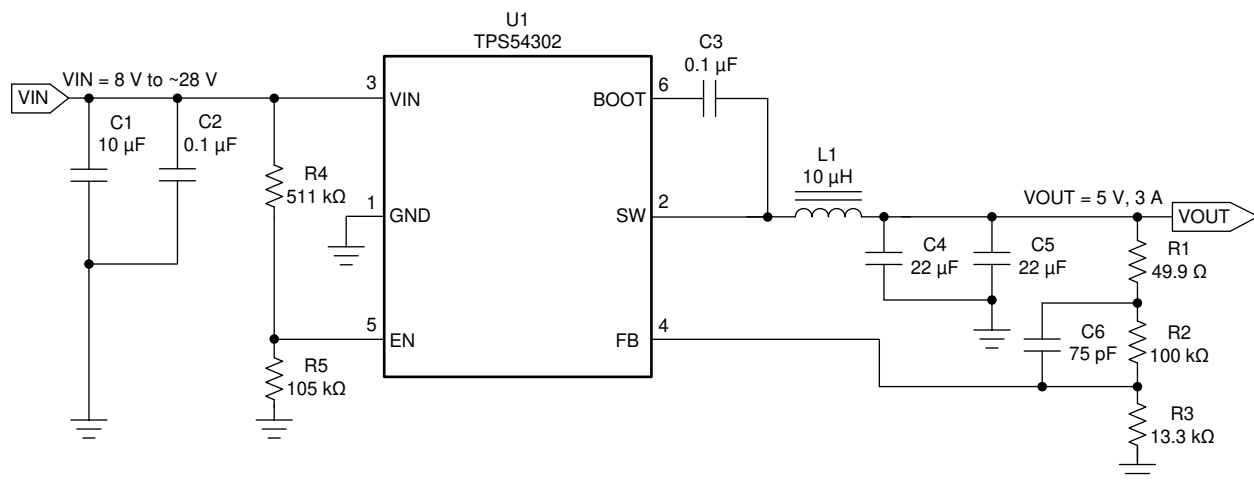 U1
TPS54302
C3
0.1 µF
VIN = 8 V to ~28 V
VIN
3
VIN
BOOT
6
C1
10 µF
C2
0.1 µF
R4
511 kΩ
L1
10 µH
1
GND
SW
2
VOUT = 5 V, 3 A
VOUT
C4
22 µF
C5
22 µF
R1
49.9 Ω
5
EN
FB
4
C6
75 pF
R2
100 kΩ
R5
105 kΩ
R3
13.3 kΩ